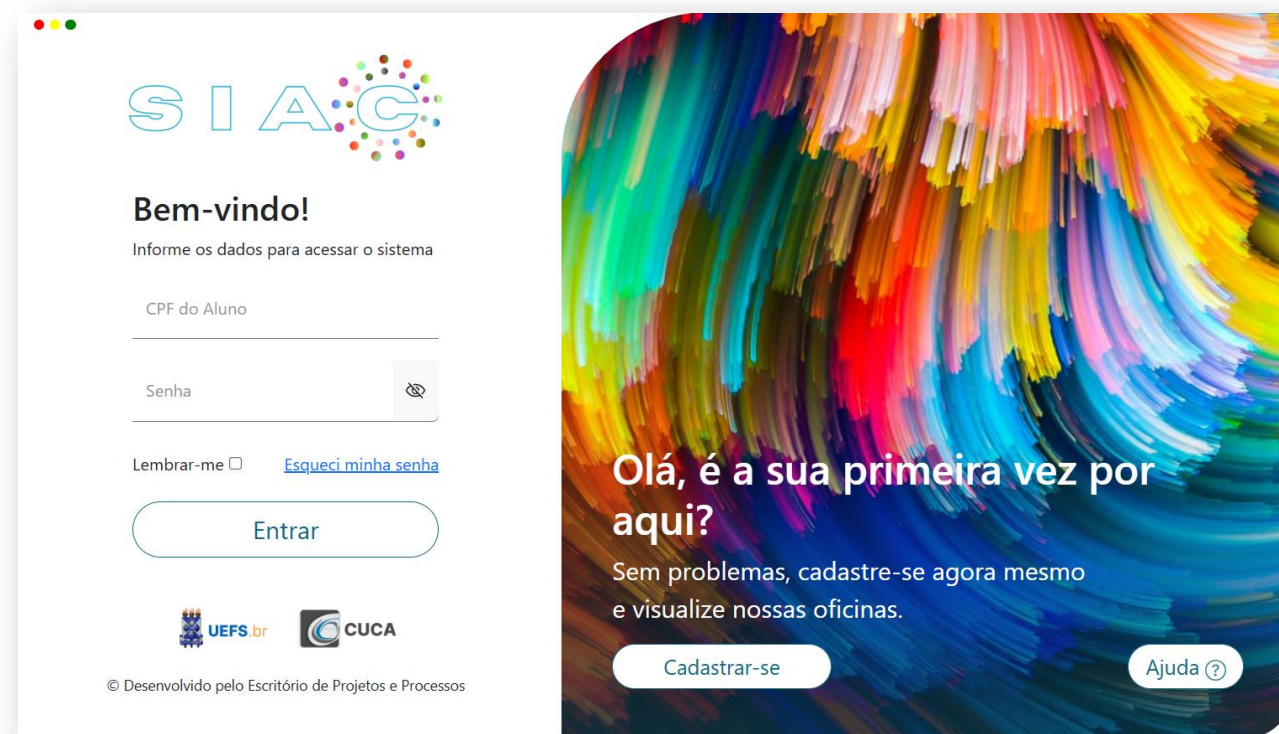 SIAC
Bem-vindo!
Informe os dados para acessar o sistema
CPF do Aluno
Senha
Lembrar-me
Esqueci minha senha
Entrar
UEFS.br
CUCA
© Desenvolvido pelo Escritório de Projetos e Processos
Olá, é a sua primeira vez por
aqui?
Sem problemas, cadastre-se agora mesmo
e visualize nossas oficinas.
Cadastrar-se
Ajuda ?